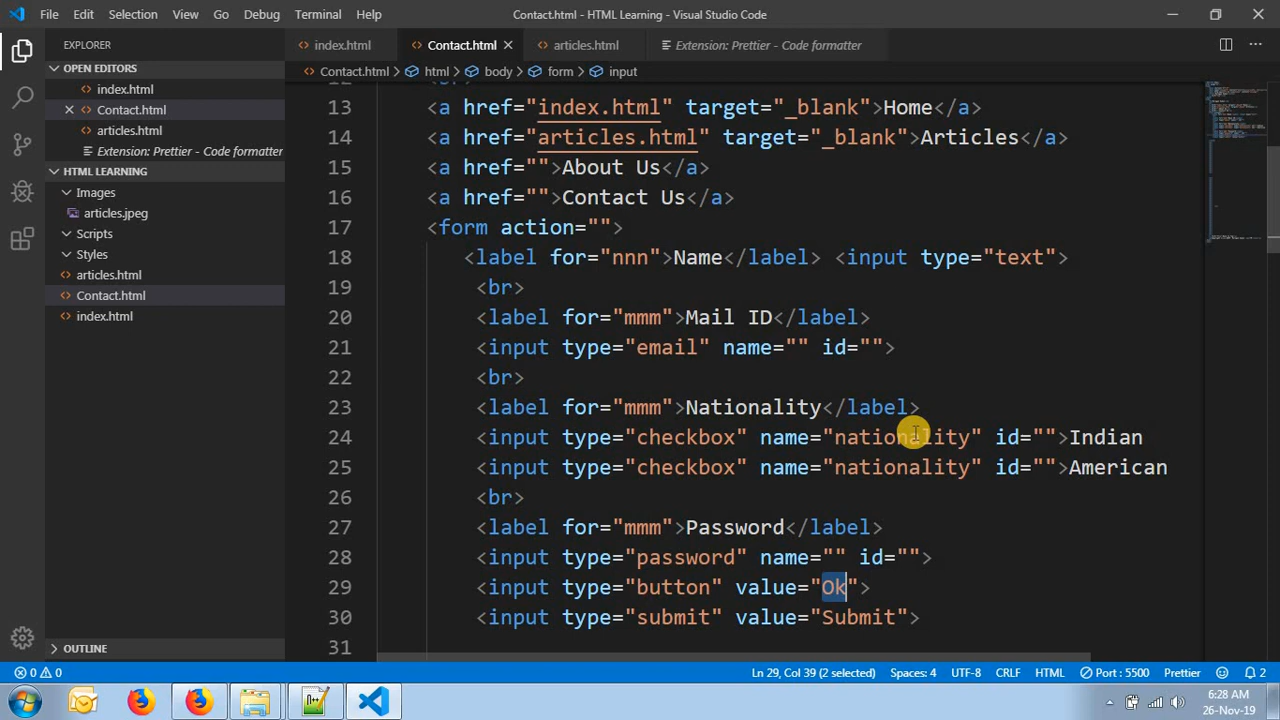 File Edit Selection View Go Debug Terminal Help
Contact.html - HTML Learning - Visual Studio Code
EXPLORER
index.html
Contact.html
articles.html
Extension: Prettier - Code formatter
OPEN EDITORS
index.html
Contact.html
articles.html
Extension: Prettier - Code formatter
HTML LEARNING
Images
articles.jpeg
Scripts
Styles
articles.html
Contact.html
index.html
OUTLINE
Contact.html > html > body > form > input
13 <a href="index.html" target="_blank">Home</a>
14 <a href="articles.html" target="_blank">Articles</a>
15 <a href="">About Us</a>
16 <a href="">Contact Us</a>
17 <form action="">
18 <label for="nnn">Name</label> <input type="text">
19 <br>
20 <label for="mmm">Mail ID</label>
21 <input type="email" name="" id="">
22 <br>
23 <label for="mmm">Nationality</label>
24 <input type="checkbox" name="nationality" id="">Indian
25 <input type="checkbox" name="nationality" id="">American
26 <br>
27 <label for="mmm">Password</label>
28 <input type="password" name="" id="">
29 <input type="button" value="Ok">
30 <input type="submit" value="Submit">
31
0 0 Ln 29, Col 39 (2 selected) Spaces: 4 UTF-8 CRLF HTML Port : 5500 Prettier 2
6:28 AM
26-Nov-19